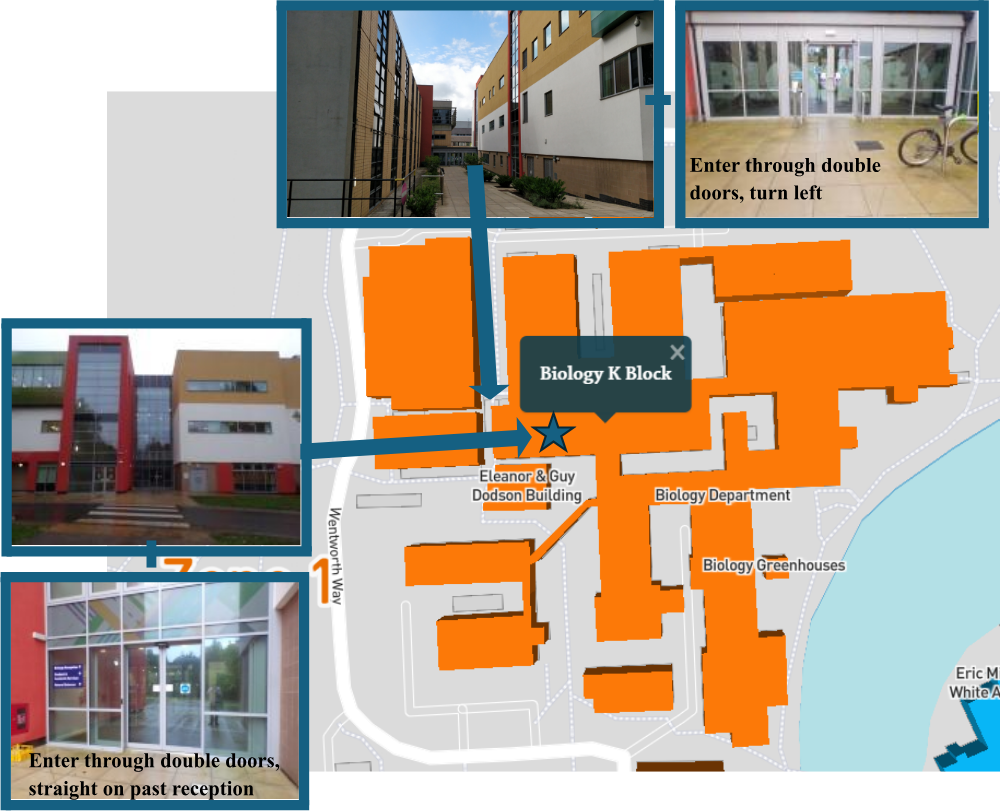 Enter through double
doors, turn left
Biology K Block
Eleanor & Guy
Dodson Building
Biology Department
Wentworth Way
Biology Greenhouses
Enter through double doors,
straight on past reception